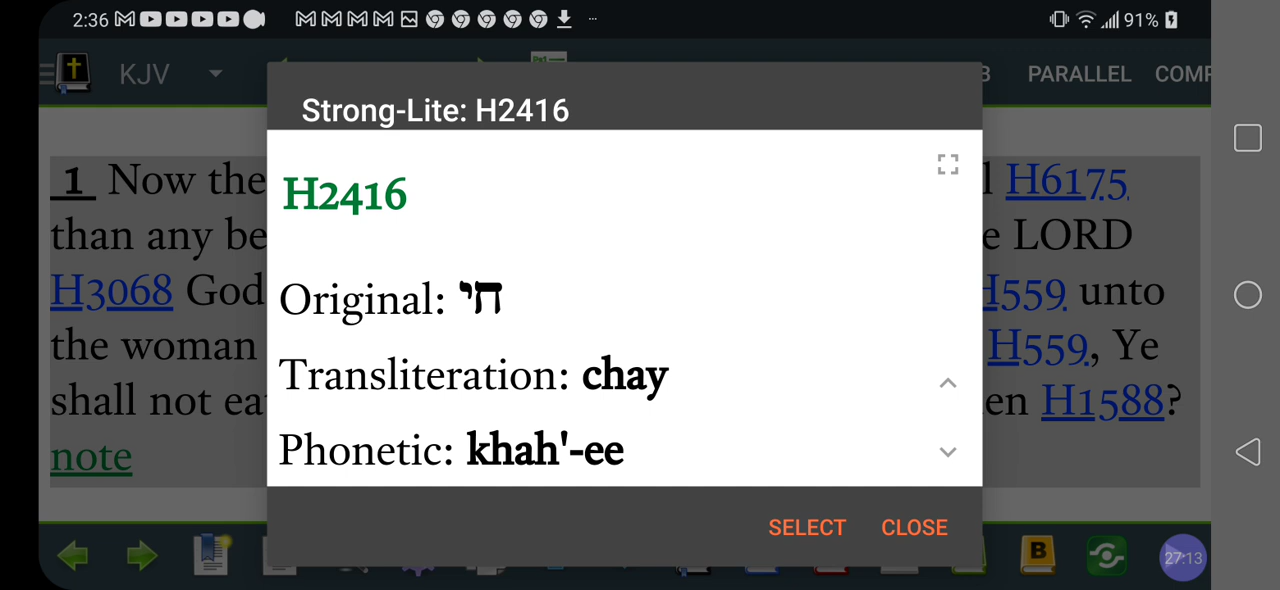 2:36 91%
KJV B PARALLEL COMP
Strong-Lite: H2416
H2416
Original: חי
Transliteration: chay
Phonetic: khah'-ee
SELECT CLOSE
1 Now the l H6175
than any be e LORD
H3068 God H559 unto
the woman H559, Ye
shall not ea en H1588?
note
B 27:13